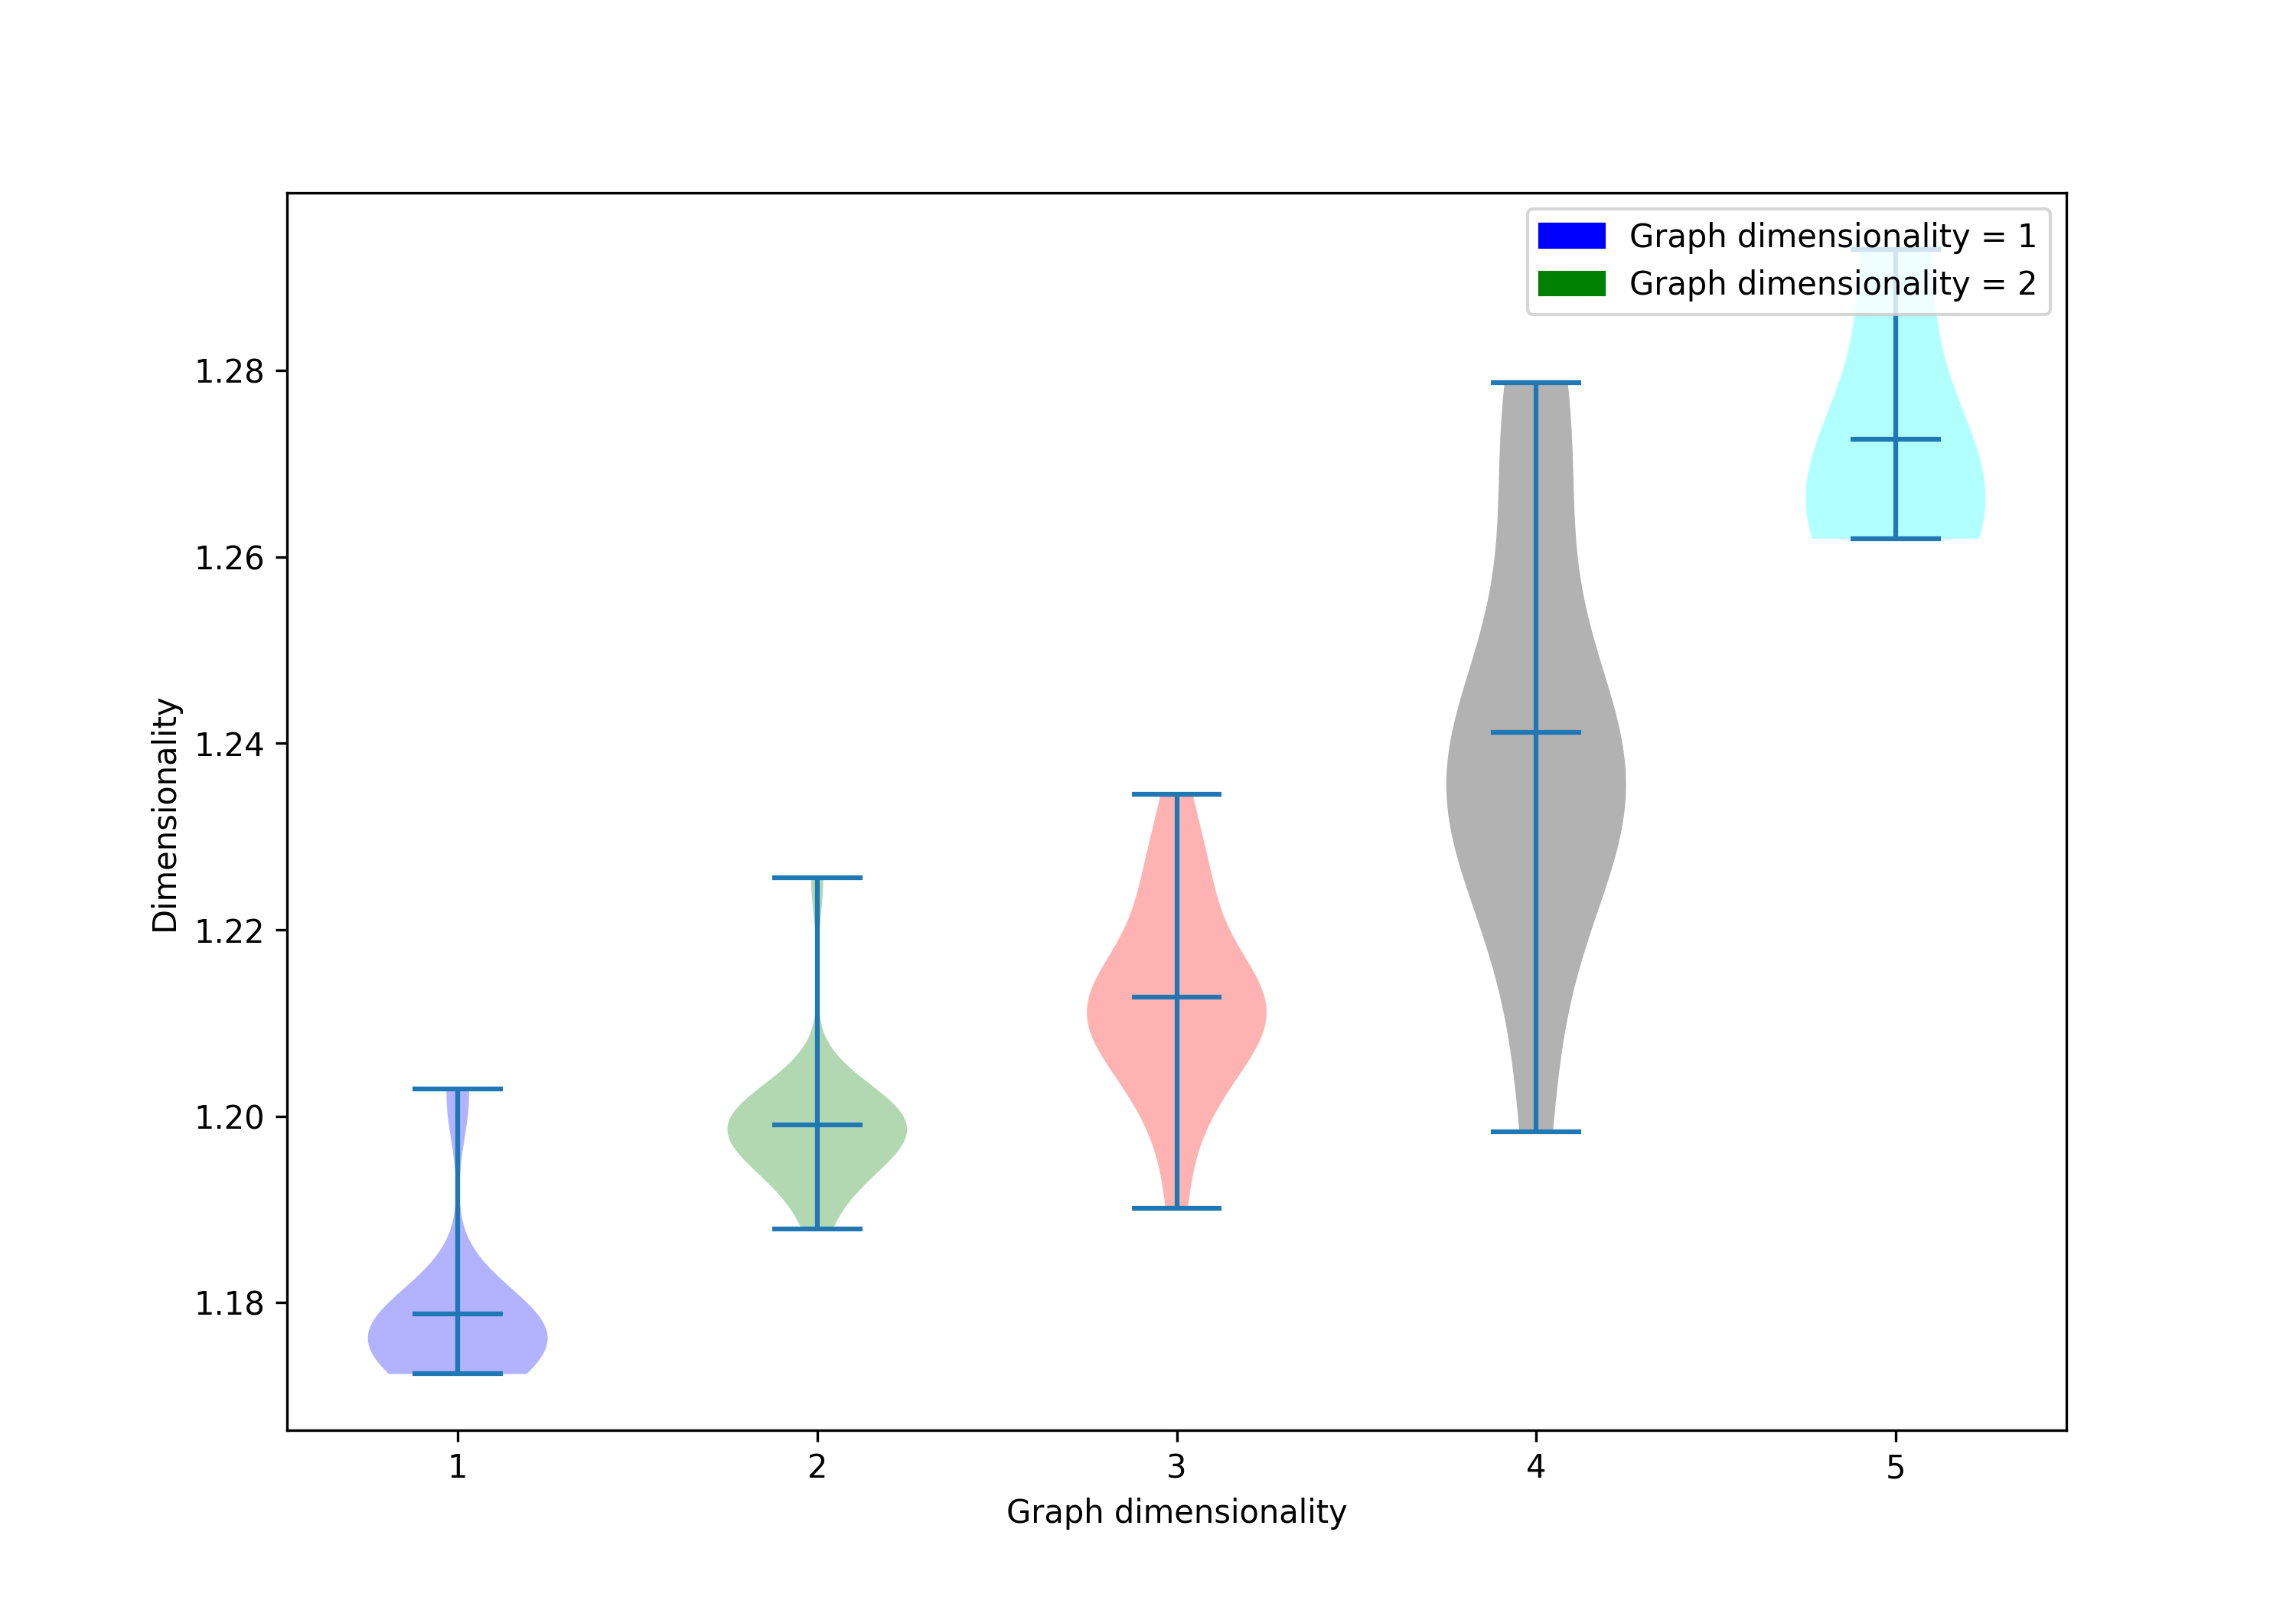 Graph dimensionality = 1
Graph dimensionality = 2
1.28
1.26
1.24
1.22
1.20
1.18
Dimensionality
1 2 3 4 5
Graph dimensionality